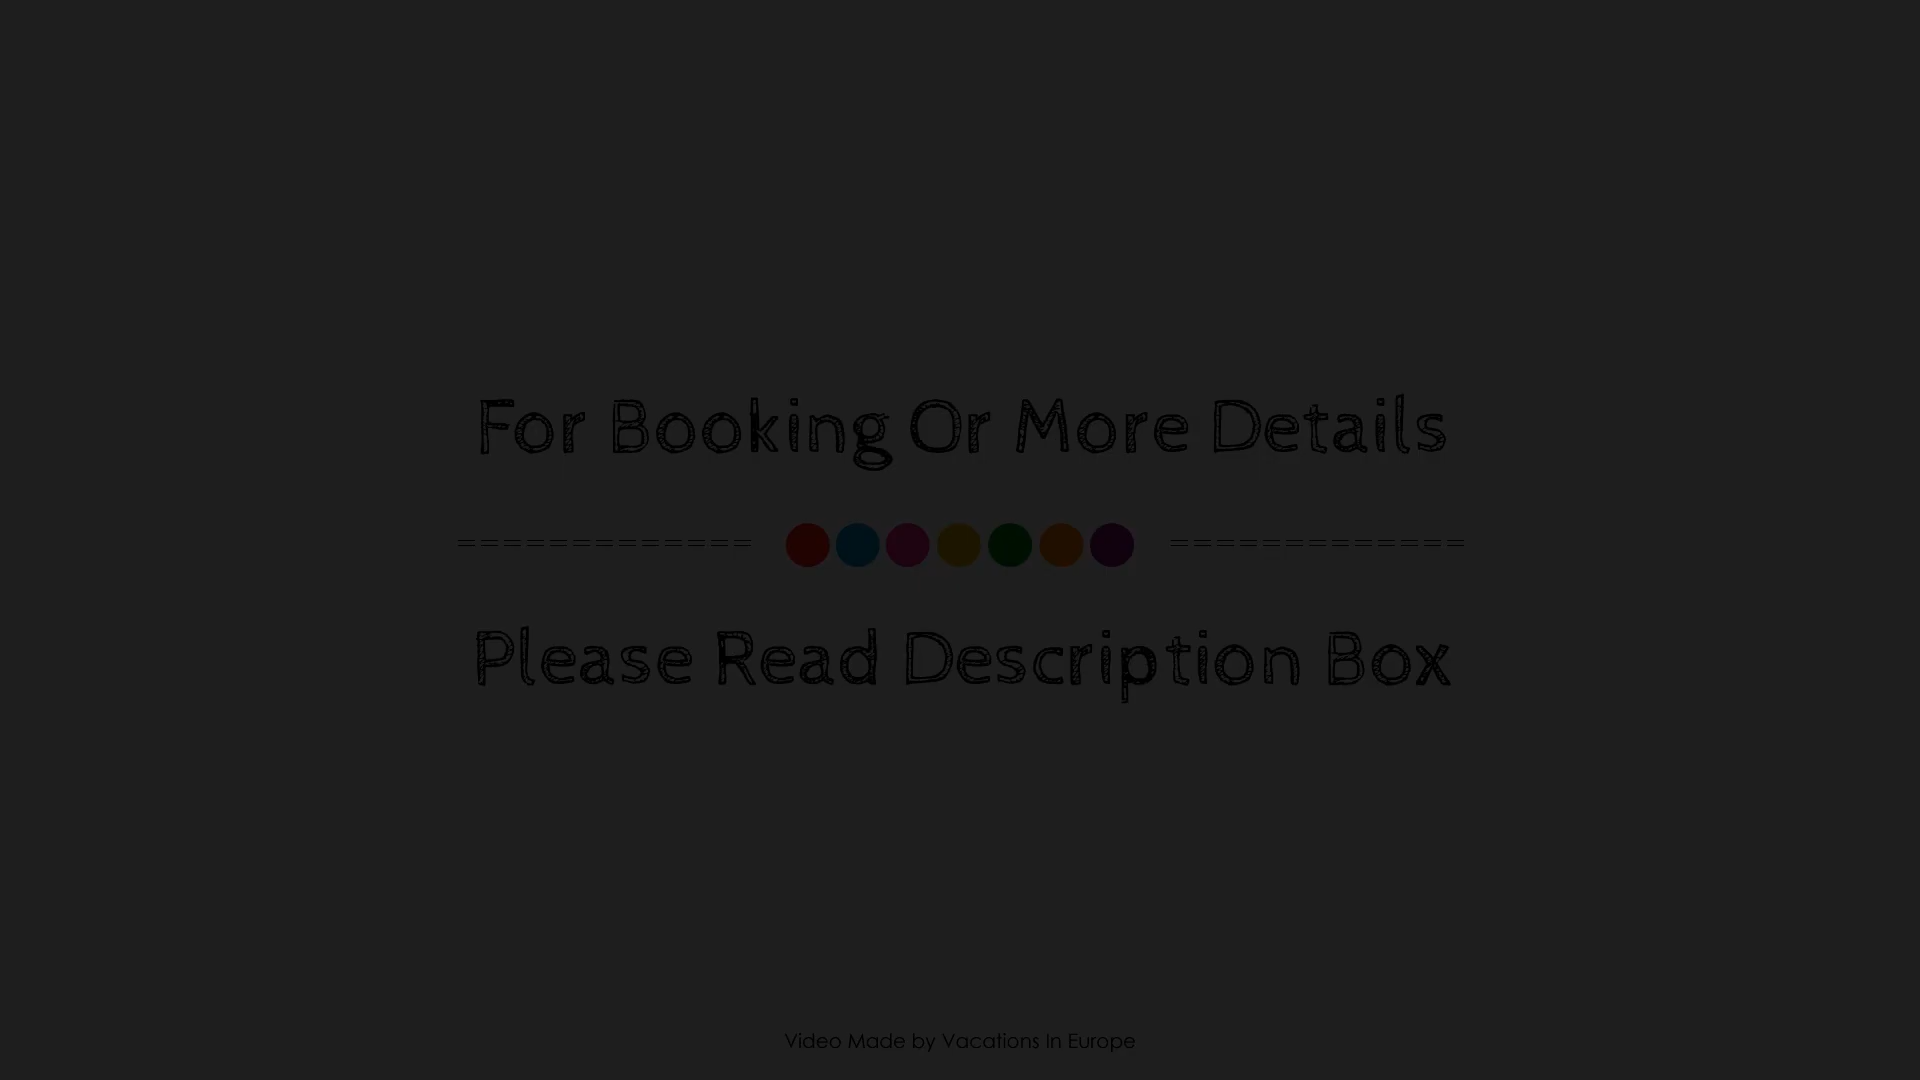 For Booking Or More Details
============= =============
Please Read Description Box
Video Made by Vacations In Europe